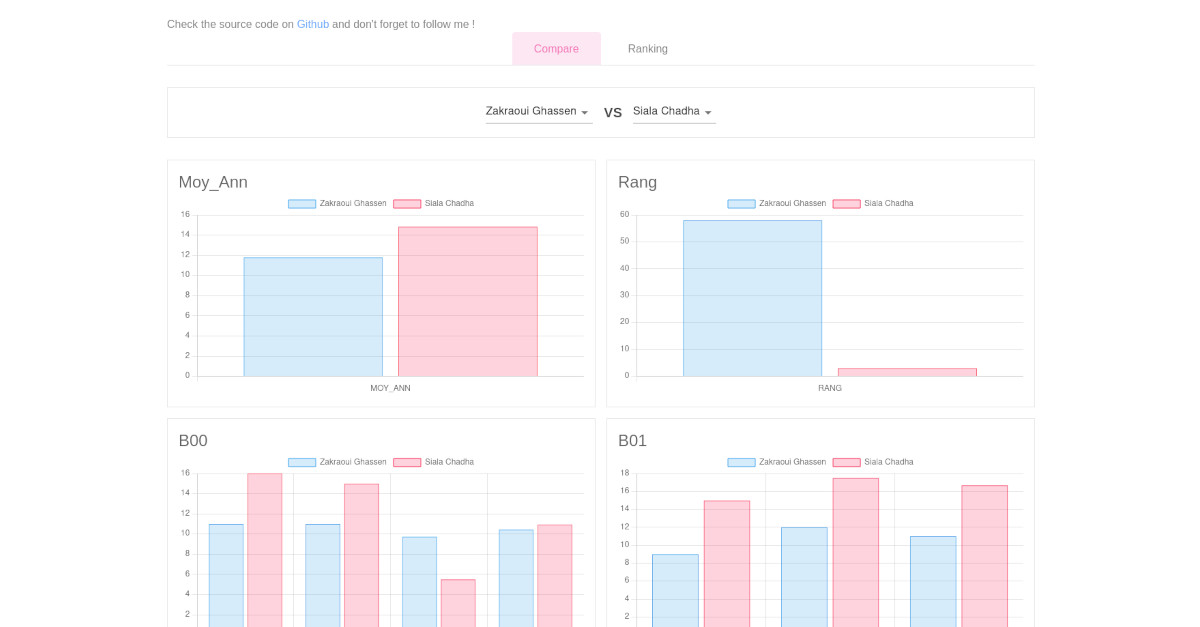 Check the source code on Github and don't forget to follow me !
Compare Ranking
Zakraoui Ghassen VS Siala Chadha
Moy_Ann
Zakraoui Ghassen Siala Chadha
16
14
12
10
8
6
4
2
0
MOY_ANN
Rang
Zakraoui Ghassen Siala Chadha
60
50
40
30
20
10
0
RANG
B00
Zakraoui Ghassen Siala Chadha
16
14
12
10
8
6
4
2
B01
Zakraoui Ghassen Siala Chadha
18
16
14
12
10
8
6
4
2